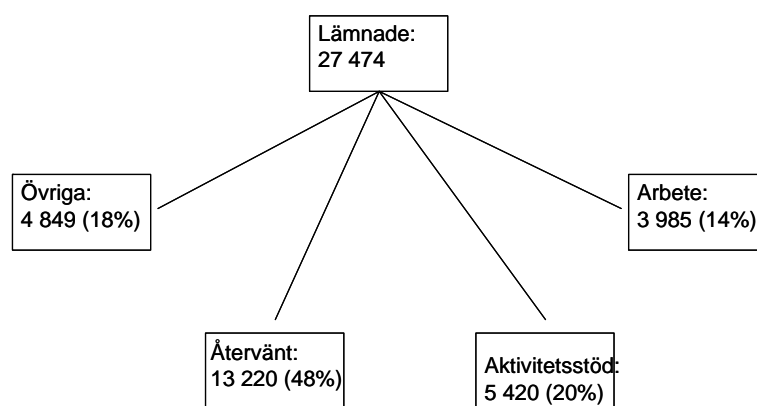 Lämnade:
27 474
Övriga:
4 849 (18%)
Arbete:
3 985 (14%)
Återvänt:
13 220 (48%)
Aktivitetsstöd:
5 420 (20%)